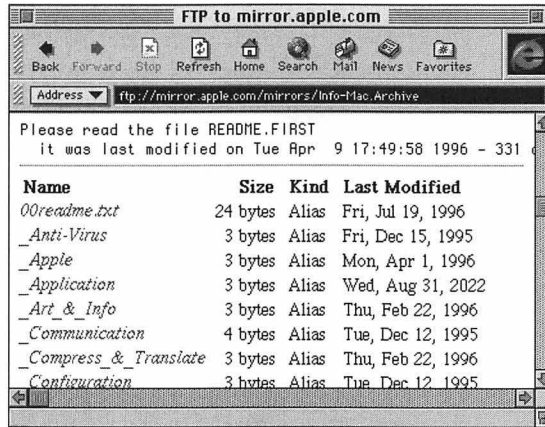 FTP to mirror.apple.com
Back Forward Stop Refresh Home Search Mail News Favorites
Address ftp://mirror.apple.com/mirrors/Info-Mac.Archive
Please read the file README.FIRST
it was last modified on Tue Apr 9 17:49:58 1996 - 331
Name Size Kind Last Modified
00readme.txt 24 bytes Alias Fri, Jul 19, 1996
_Anti-Virus 3 bytes Alias Fri, Dec 15, 1995
_Apple 3 bytes Alias Mon, Apr 1, 1996
_Application 3 bytes Alias Wed, Aug 31, 2022
_Art_&_Info 3 bytes Alias Thu, Feb 22, 1996
_Communication 4 bytes Alias Tue, Dec 12, 1995
_Compress_&_Translate 3 bytes Alias Thu, Feb 22, 1996
_Configuration 3 bytes Alias Tue, Dec 12, 1995